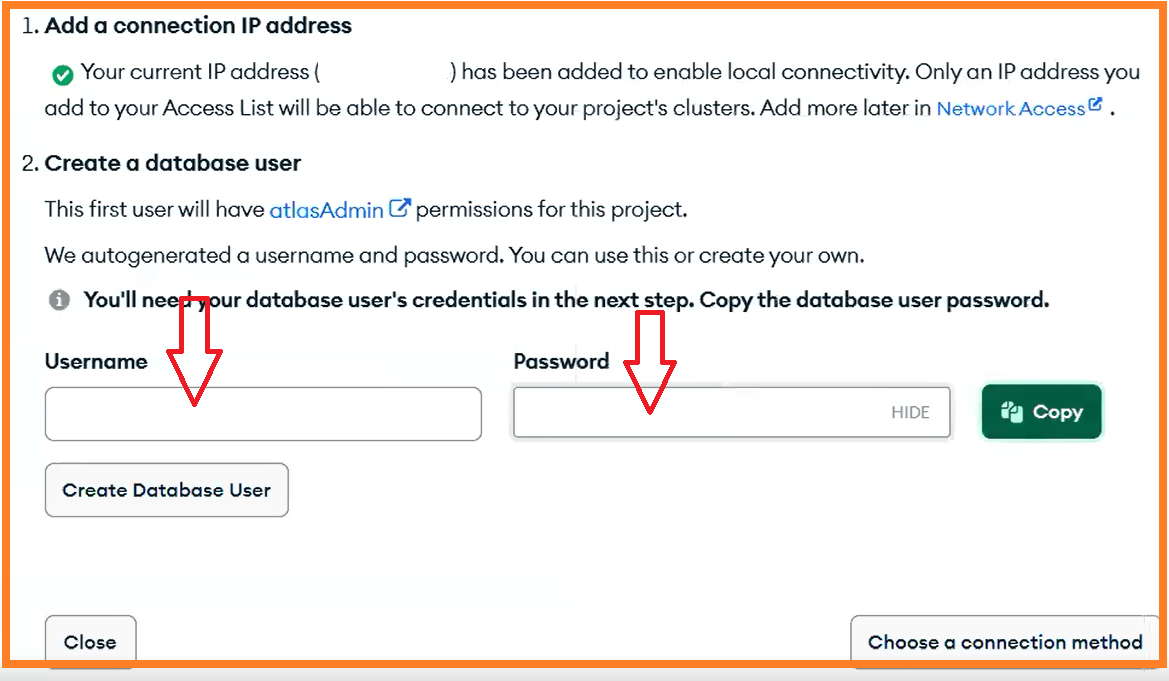 1. Add a connection IP address
Your current IP address ( ) has been added to enable local connectivity. Only an IP address you
add to your Access List will be able to connect to your project's clusters. Add more later in Network Access .
2. Create a database user
This first user will have atlasAdmin permissions for this project.
We autogenerated a username and password. You can use this or create your own.
You'll need your database user's credentials in the next step. Copy the database user password.
Username Password
HIDE Copy
Create Database User
Close Choose a connection method